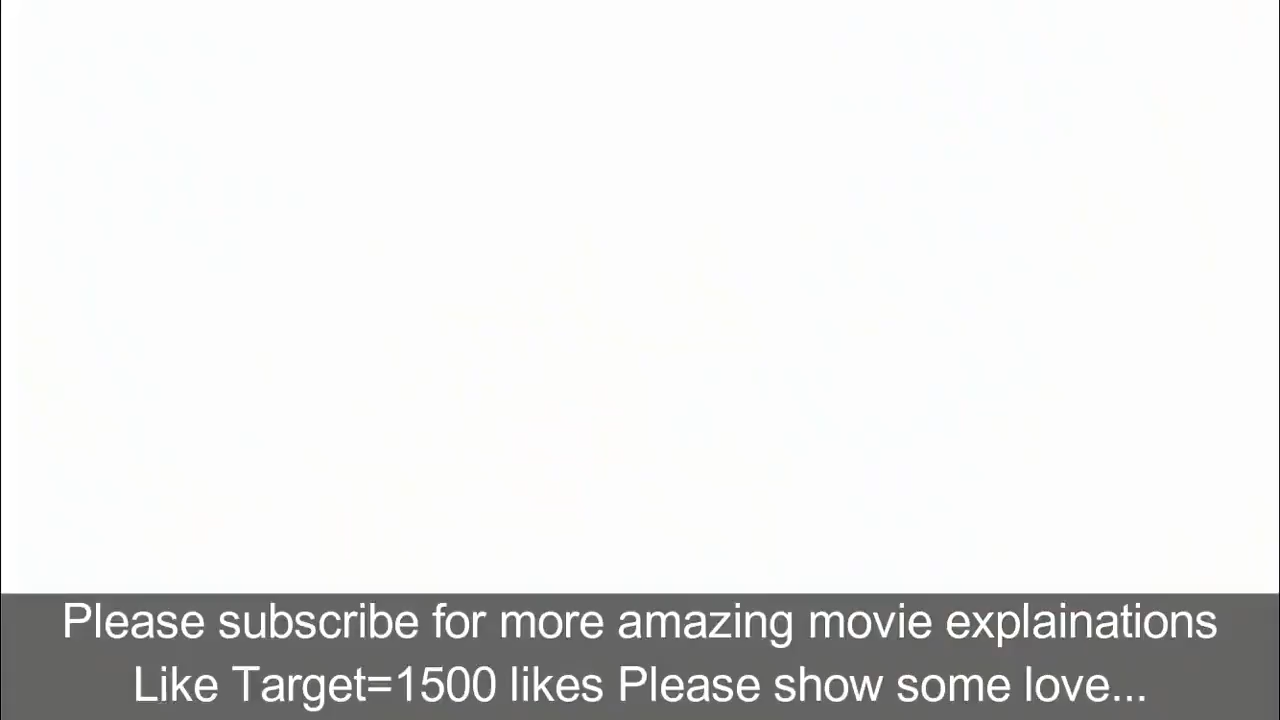 Please subscribe for more amazing movie explainations
Like Target=1500 likes Please show some love...